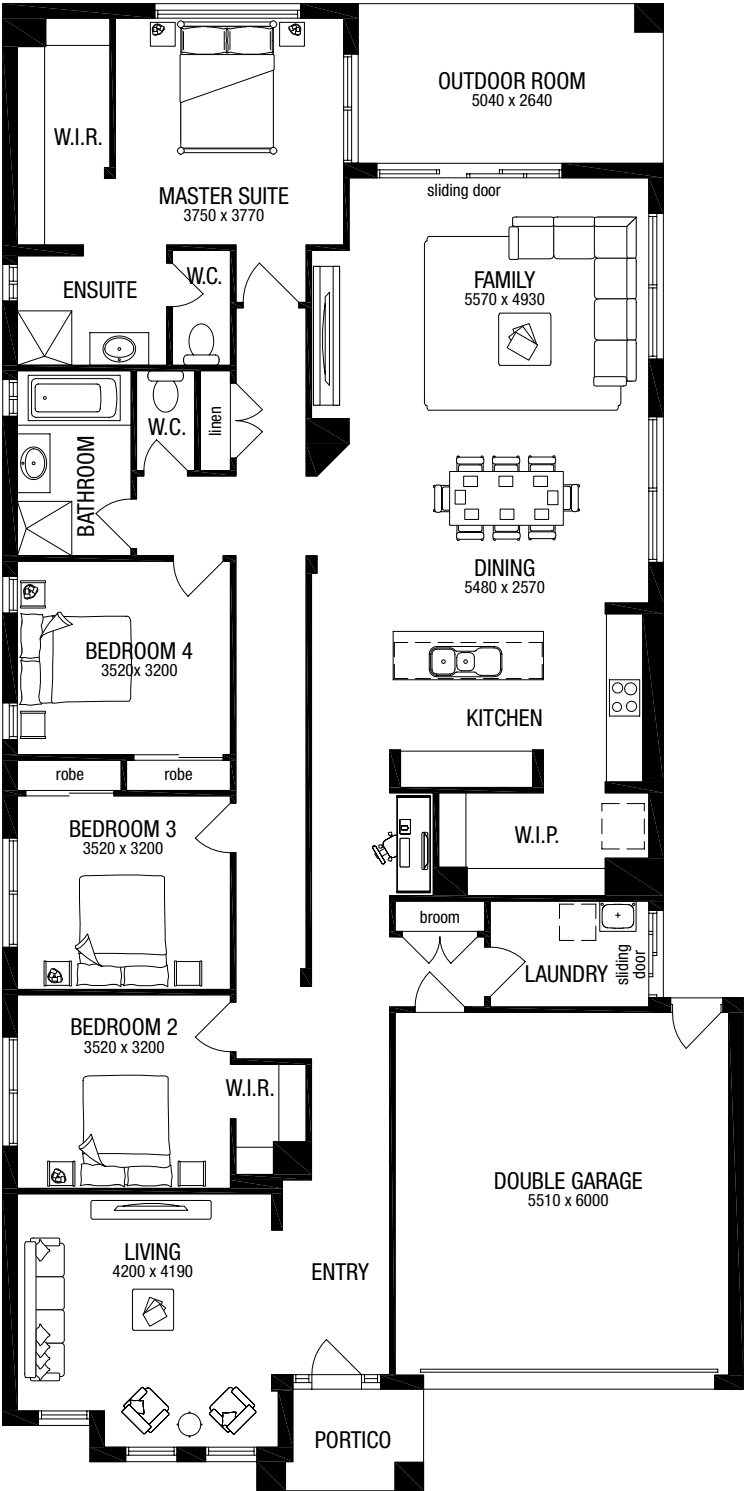 OUTDOOR ROOM
5040 x 2640
W.I.R.
MASTER SUITE
3750 x 3770
sliding door
ENSUITE
W.C.
FAMILY
5570 x 4930
W.C.
linen
BATHROOM
DINING
5480 x 2570
BEDROOM 4
3520x 3200
KITCHEN
robe
robe
BEDROOM 3
3520 x 3200
W.I.P.
broom
LAUNDRY
sliding
door
BEDROOM 2
3520 x 3200
W.I.R.
DOUBLE GARAGE
5510 x 6000
LIVING
4200 x 4190
ENTRY
PORTICO